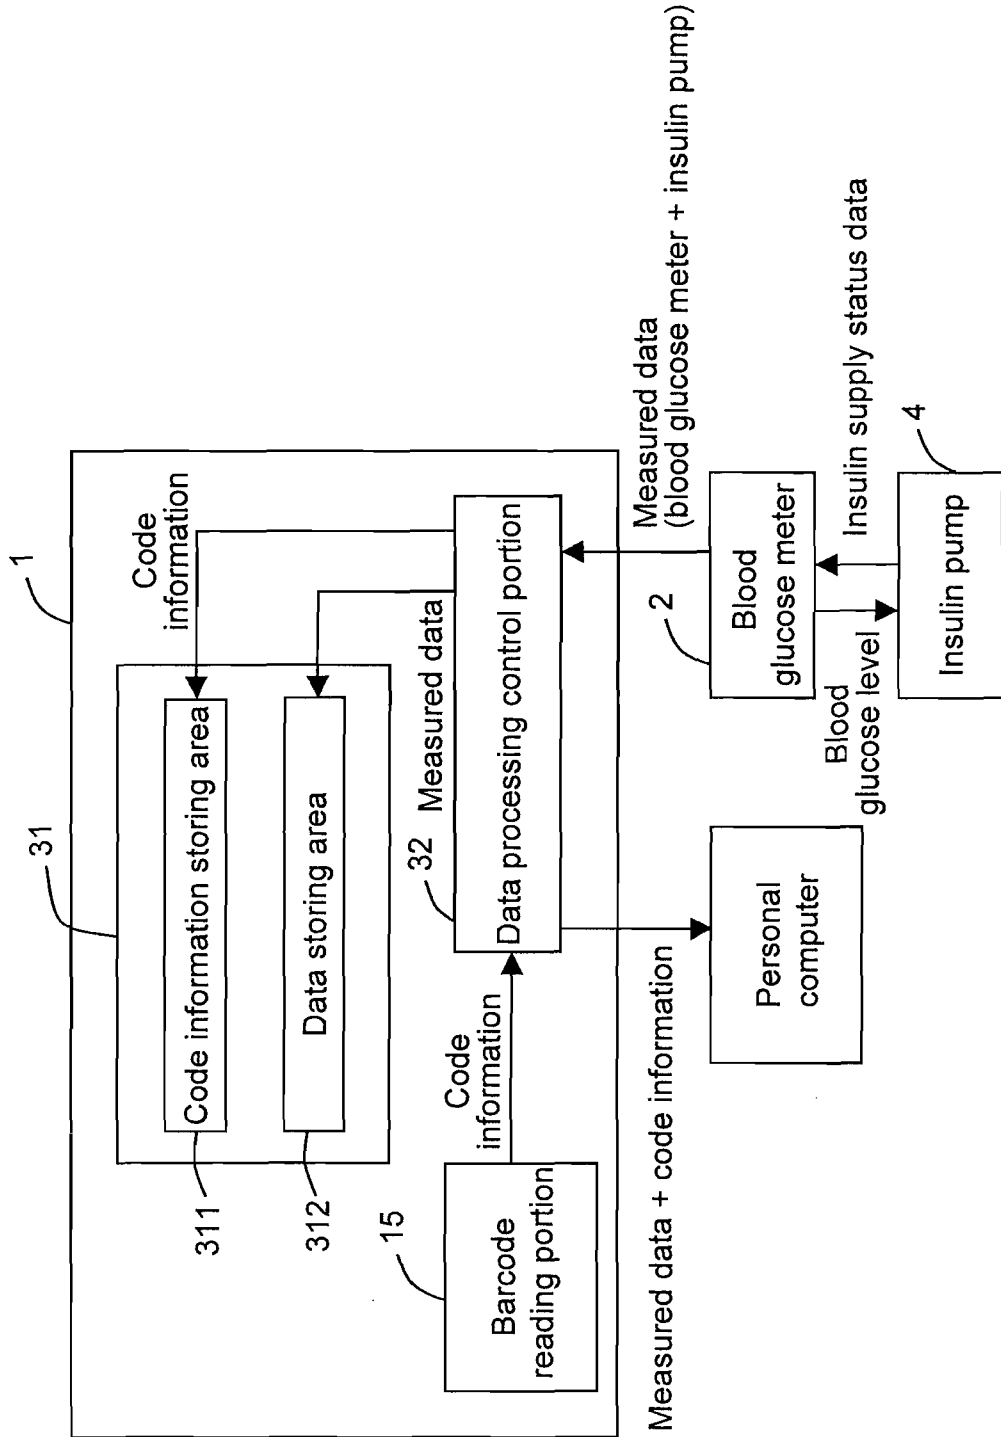 1
31
Code
information
311
Code information storing area
312
Data storing area
Measured data
15
Barcode
reading portion
Code
information
32
Data processing control portion
Measured data + code information
Measured data
(blood glucose meter + insulin pump)
Personal
computer
2
Blood
glucose meter
Blood
glucose level
Insulin supply status data
4
Insulin pump